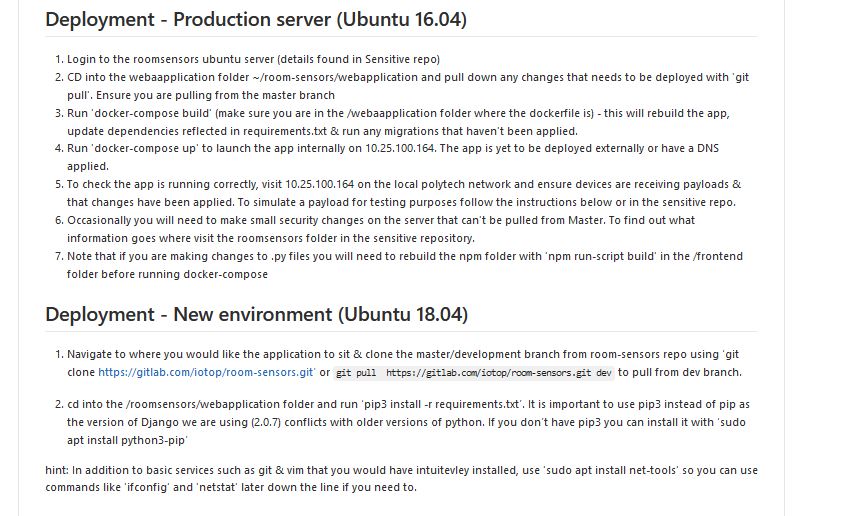 Deployment - Production server (Ubuntu 16.04)
1. Login to the roomsensors ubuntu server (details found in Sensitive repo)
2. CD into the webaapplication folder ~/room-sensors/webapplication and pull down any changes that needs to be deployed with 'git
pull'. Ensure you are pulling from the master branch
3. Run 'docker-compose build' (make sure you are in the /webaapplication folder where the dockerfile is) - this will rebuild the app,
update dependencies reflected in requirements.txt & run any migrations that haven't been applied.
4. Run 'docker-compose up' to launch the app internally on 10.25.100.164. The app is yet to be deployed externally or have a DNS
applied.
5. To check the app is running correctly, visit 10.25.100.164 on the local polytech network and ensure devices are receiving payloads &
that changes have been applied. To simulate a payload for testing purposes follow the instructions below or in the sensitive repo.
6. Occasionally you will need to make small security changes on the server that can't be pulled from Master. To find out what
information goes where visit the roomsensors folder in the sensitive repository.
7. Note that if you are making changes to .py files you will need to rebuild the npm folder with 'npm run-script build' in the /frontend
folder before running docker-compose
Deployment - New environment (Ubuntu 18.04)
1. Navigate to where you would like the application to sit & clone the master/development branch from room-sensors repo using 'git
clone https://gitlab.com/iotop/room-sensors.git' or git pull  https://gitlab.com/iotop/room-sensors.git dev to pull from dev branch.
2. cd into the /roomsensors/webapplication folder and run 'pip3 install -r requirements.txt'. It is important to use pip3 instead of pip as
the version of Django we are using (2.0.7) conflicts with older versions of python. If you don't have pip3 you can install it with 'sudo
apt install python3-pip'
hint: In addition to basic services such as git & vim that you would have intuitevley installed, use 'sudo apt install net-tools' so you can use
commands like 'ifconfig' and 'netstat' later down the line if you need to.